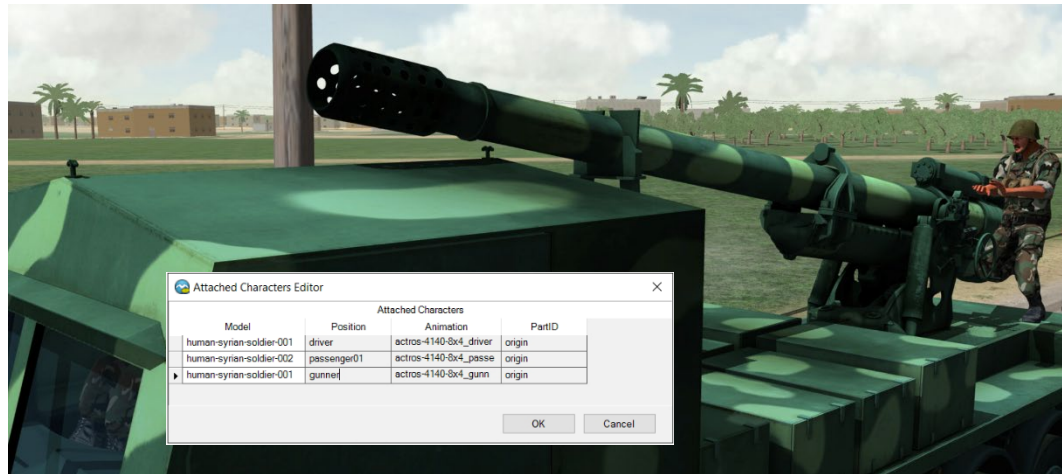 Attached Characters Editor
Attached Characters
Model Position Animation PartID
human-syrian-soldier-001 driver actros-4140-8x4_driver origin
human-syrian-soldier-002 passenger01 actros-4140-8x4_passe origin
human-syrian-soldier-001 gunner actros-4140-8x4_gunn origin
OK Cancel